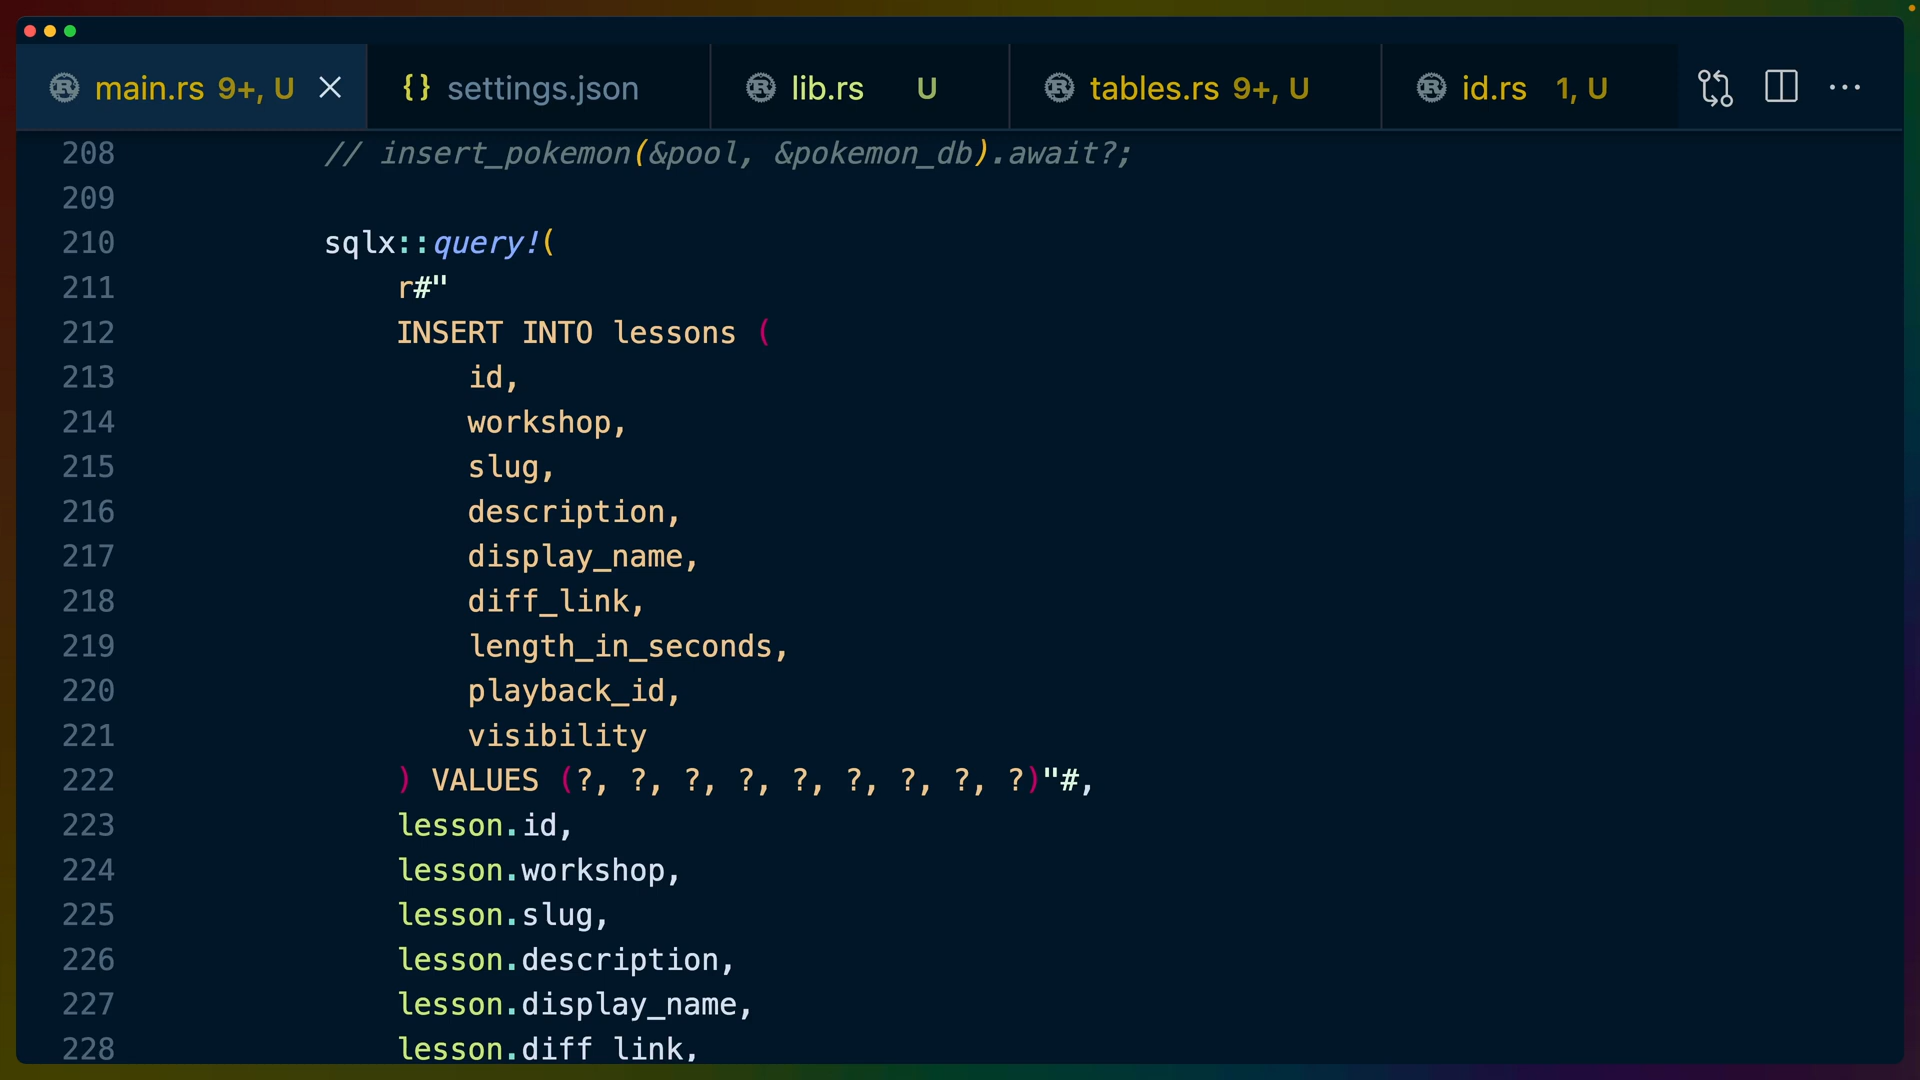 main.rs 9+, U
{} settings.json
lib.rs U
tables.rs 9+, U
id.rs 1, U
208 // insert_pokemon(&pool, &pokemon_db).await?;
209
210 sqlx::query!(
211 r#"
212 INSERT INTO lessons (
213 id,
214 workshop,
215 slug,
216 description,
217 display_name,
218 diff_link,
219 length_in_seconds,
220 playback_id,
221 visibility
222 ) VALUES (?, ?, ?, ?, ?, ?, ?, ?, ?)"#,
223 lesson.id,
224 lesson.workshop,
225 lesson.slug,
226 lesson.description,
227 lesson.display_name,
228 lesson.diff_link,